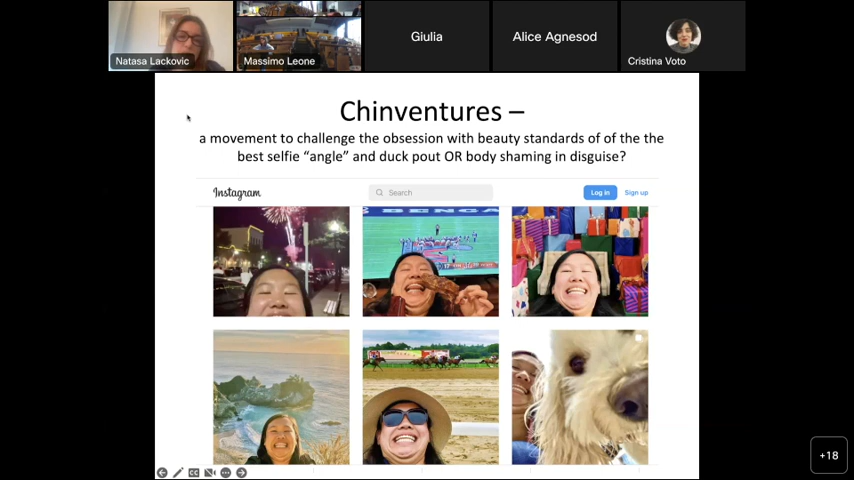 Natasa Lackovic
Massimo Leone
Giulia
Alice Agnesod
Cristina Voto
Chinventures –
a movement to challenge the obsession with beauty standards of of the the
best selfie “angle” and duck pout OR body shaming in disguise?
Instagram
Search
Log in
Sign up
BENGA
+18